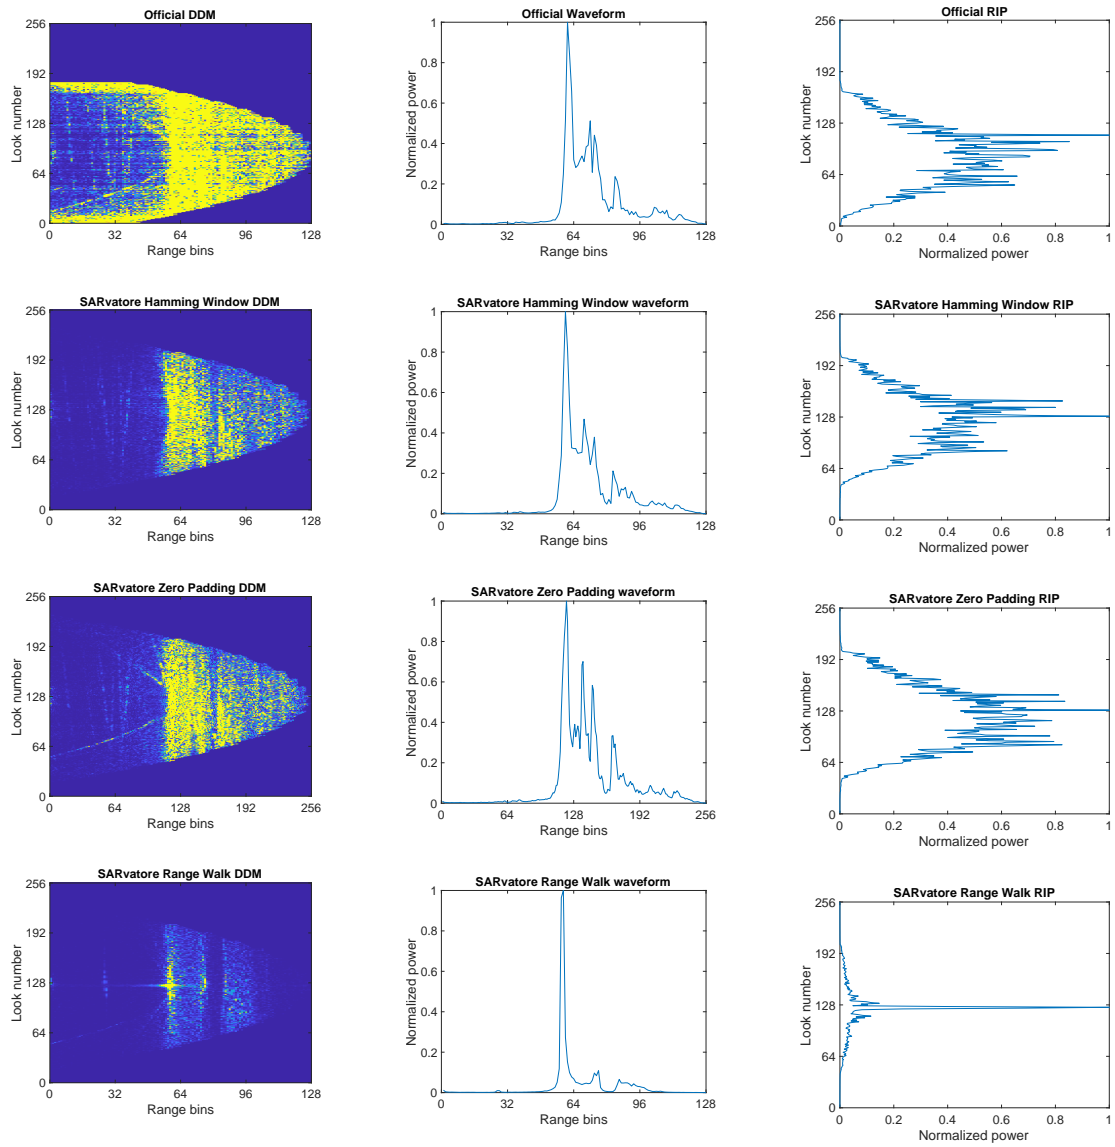 Official DDM
256
192
128
64
0
Look number
0 32 64 96 128
Range bins
Official Waveform
1
0.8
0.6
0.4
0.2
0
Normalized power
0 32 64 96 128
Range bins
Official RIP
256
192
128
64
0
Look number
0 0.2 0.4 0.6 0.8 1
Normalized power
SARvatore Hamming Window DDM
256
192
128
64
0
Look number
0 32 64 96 128
Range bins
SARvatore Hamming Window waveform
1
0.8
0.6
0.4
0.2
0
Normalized power
0 32 64 96 128
Range bins
SARvatore Hamming Window RIP
256
192
128
64
0
Look number
0 0.2 0.4 0.6 0.8 1
Normalized power
SARvatore Zero Padding DDM
256
192
128
64
0
Look number
0 64 128 192 256
Range bins
SARvatore Zero Padding waveform
1
0.8
0.6
0.4
0.2
0
Normalized power
0 64 128 192 256
Range bins
SARvatore Zero Padding RIP
256
192
128
64
0
Look number
0 0.2 0.4 0.6 0.8 1
Normalized power
SARvatore Range Walk DDM
256
192
128
64
0
Look number
0 32 64 96 128
Range bins
SARvatore Range Walk waveform
1
0.8
0.6
0.4
0.2
0
Normalized power
0 32 64 96 128
Range bins
SARvatore Range Walk RIP
256
192
128
64
0
Look number
0 0.2 0.4 0.6 0.8 1
Normalized power